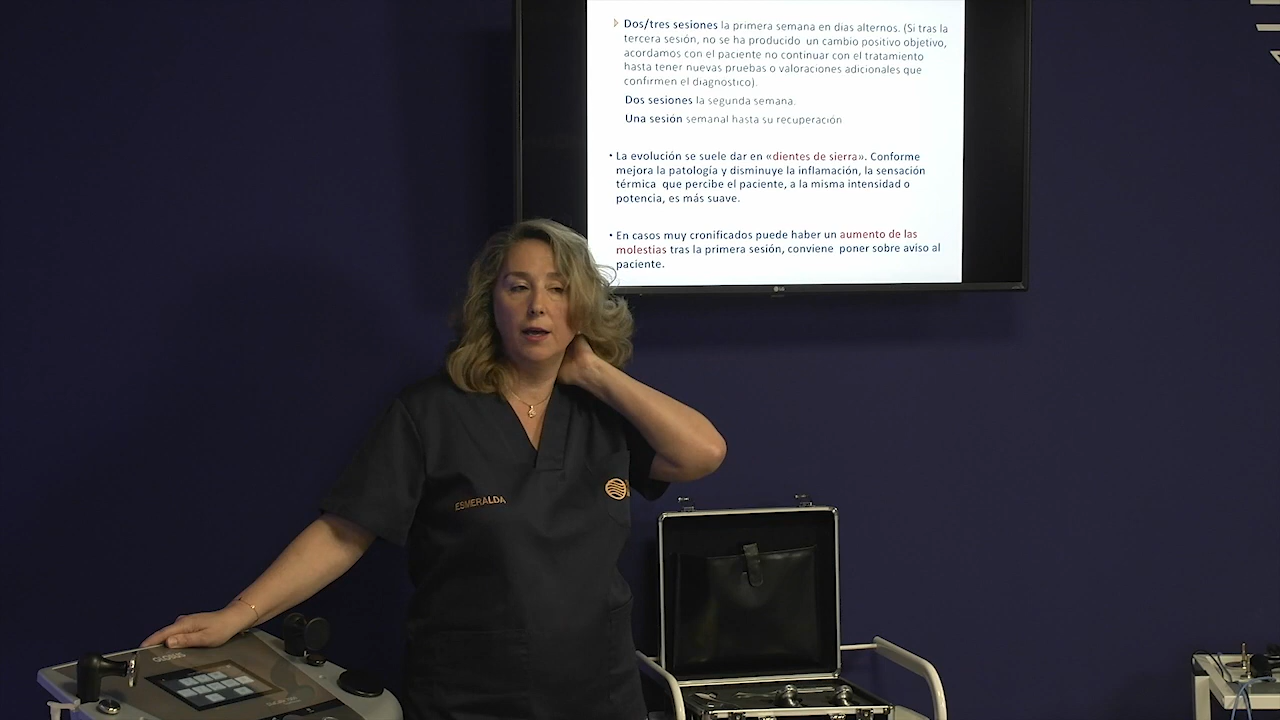 Dos/tres sesiones la primera semana en dias alternos. (Si tras la
tercera sesión, no se ha producido un cambio positivo objetivo,
acordamos con el paciente no continuar con el tratamiento
hasta tener nuevas pruebas o valoraciones adicionales que
confirmen el diagnostico).
Dos sesiones la segunda semana.
Una sesión semanal hasta su recuperación
• La evolución se suele dar en «dientes de sierra». Conforme
mejora la patología y disminuye la inflamación, la sensación
térmica que percibe el paciente, a la misma intensidad o
potencia, es más suave.
• En casos muy cronificados puede haber un aumento de las
molestias tras la primera sesión, conviene poner sobre aviso al
paciente.
LG
ESMERALDA
GLOBUS